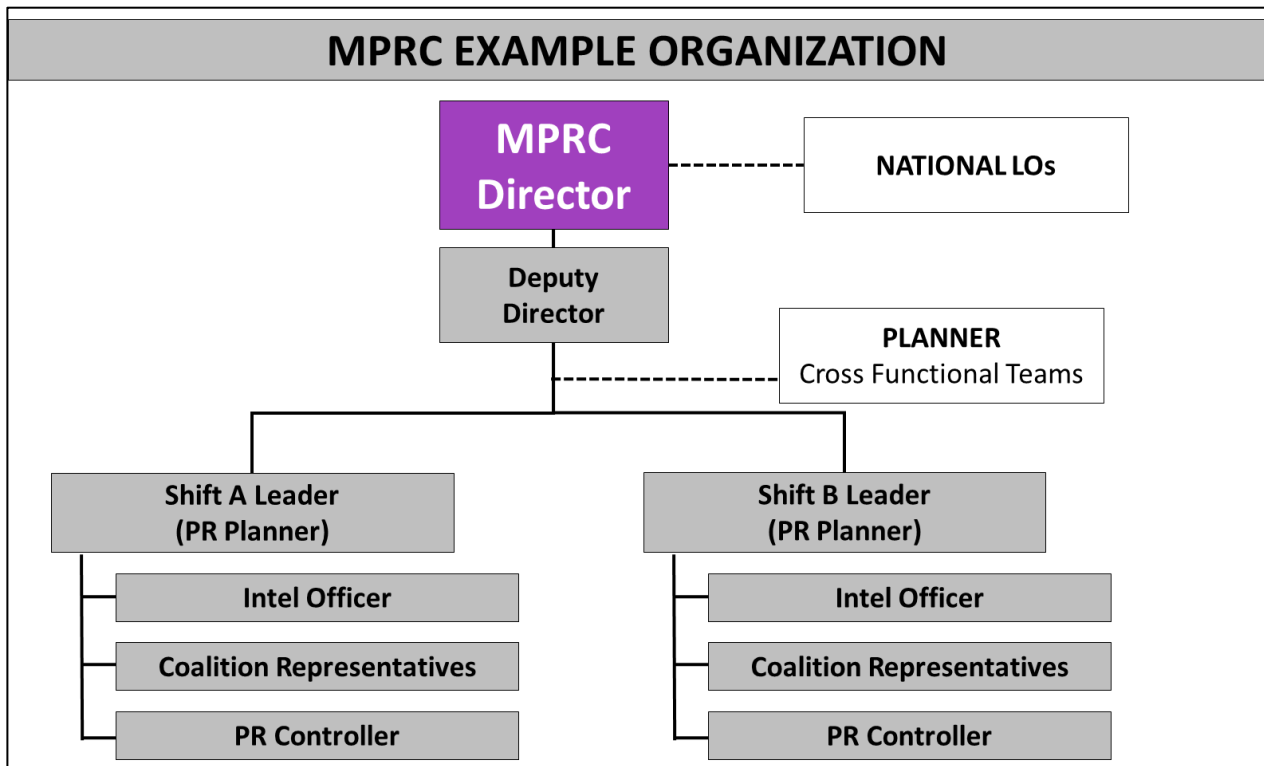 MPRC EXAMPLE ORGANIZATION
MPRC
Director
NATIONAL LOs
Deputy
Director
PLANNER
Cross Functional Teams
Shift A Leader
(PR Planner)
Intel Officer
Coalition Representatives
PR Controller
Shift B Leader
(PR Planner)
Intel Officer
Coalition Representatives
PR Controller